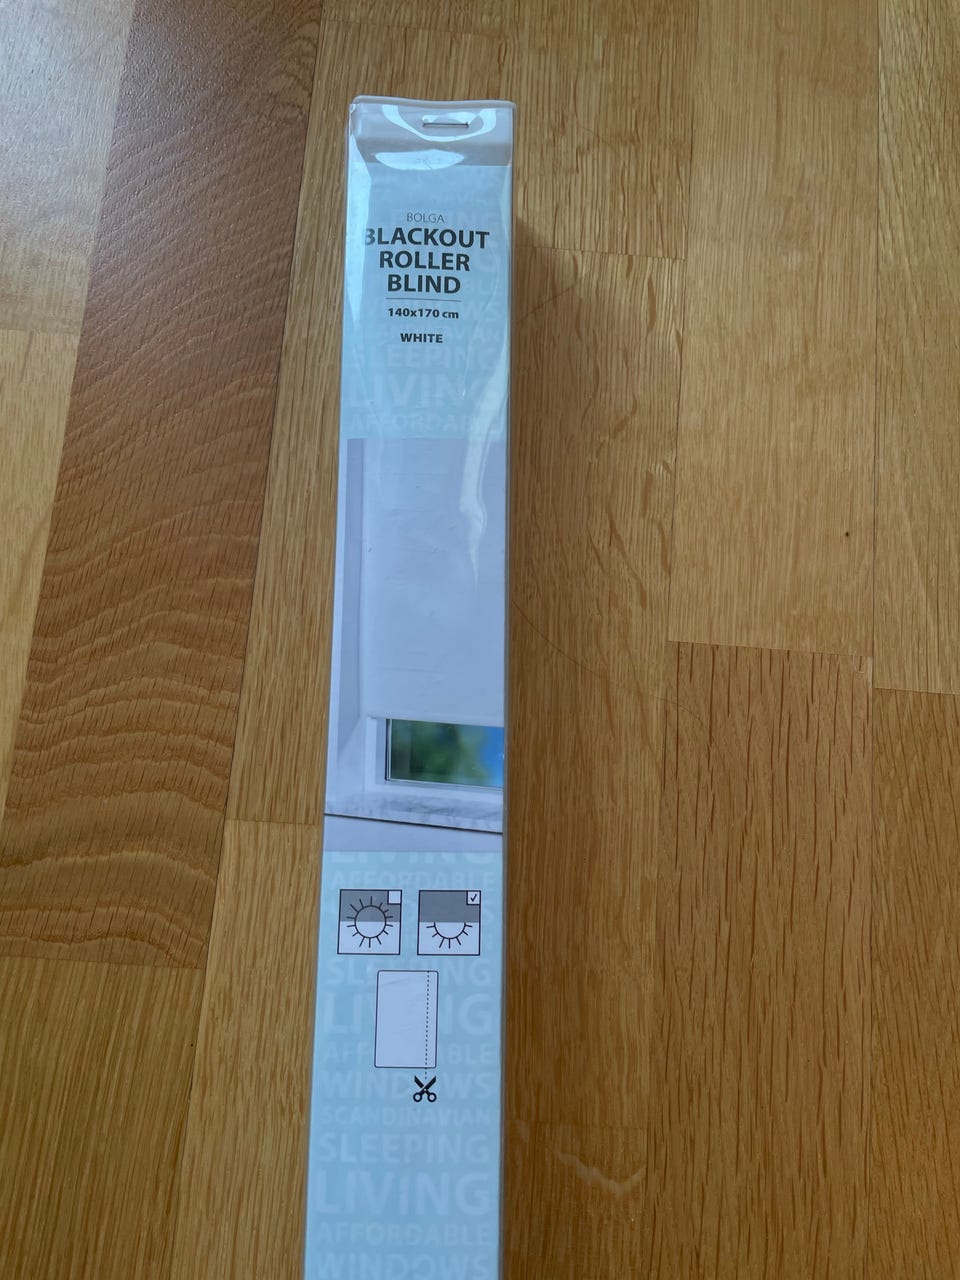 BOLGA
BLACKOUT
ROLLER
BLIND
140x170 cm
WHITE
SLEEPING
LIVING
AFFORDABLE
LIVING
AFFORDABLE
SLEEPING
LIVING
AFFORDABLE
WINDOWS
SCANDINAVIAN
SLEEPING
LIVING
AFFORDABLE
WINDOWS